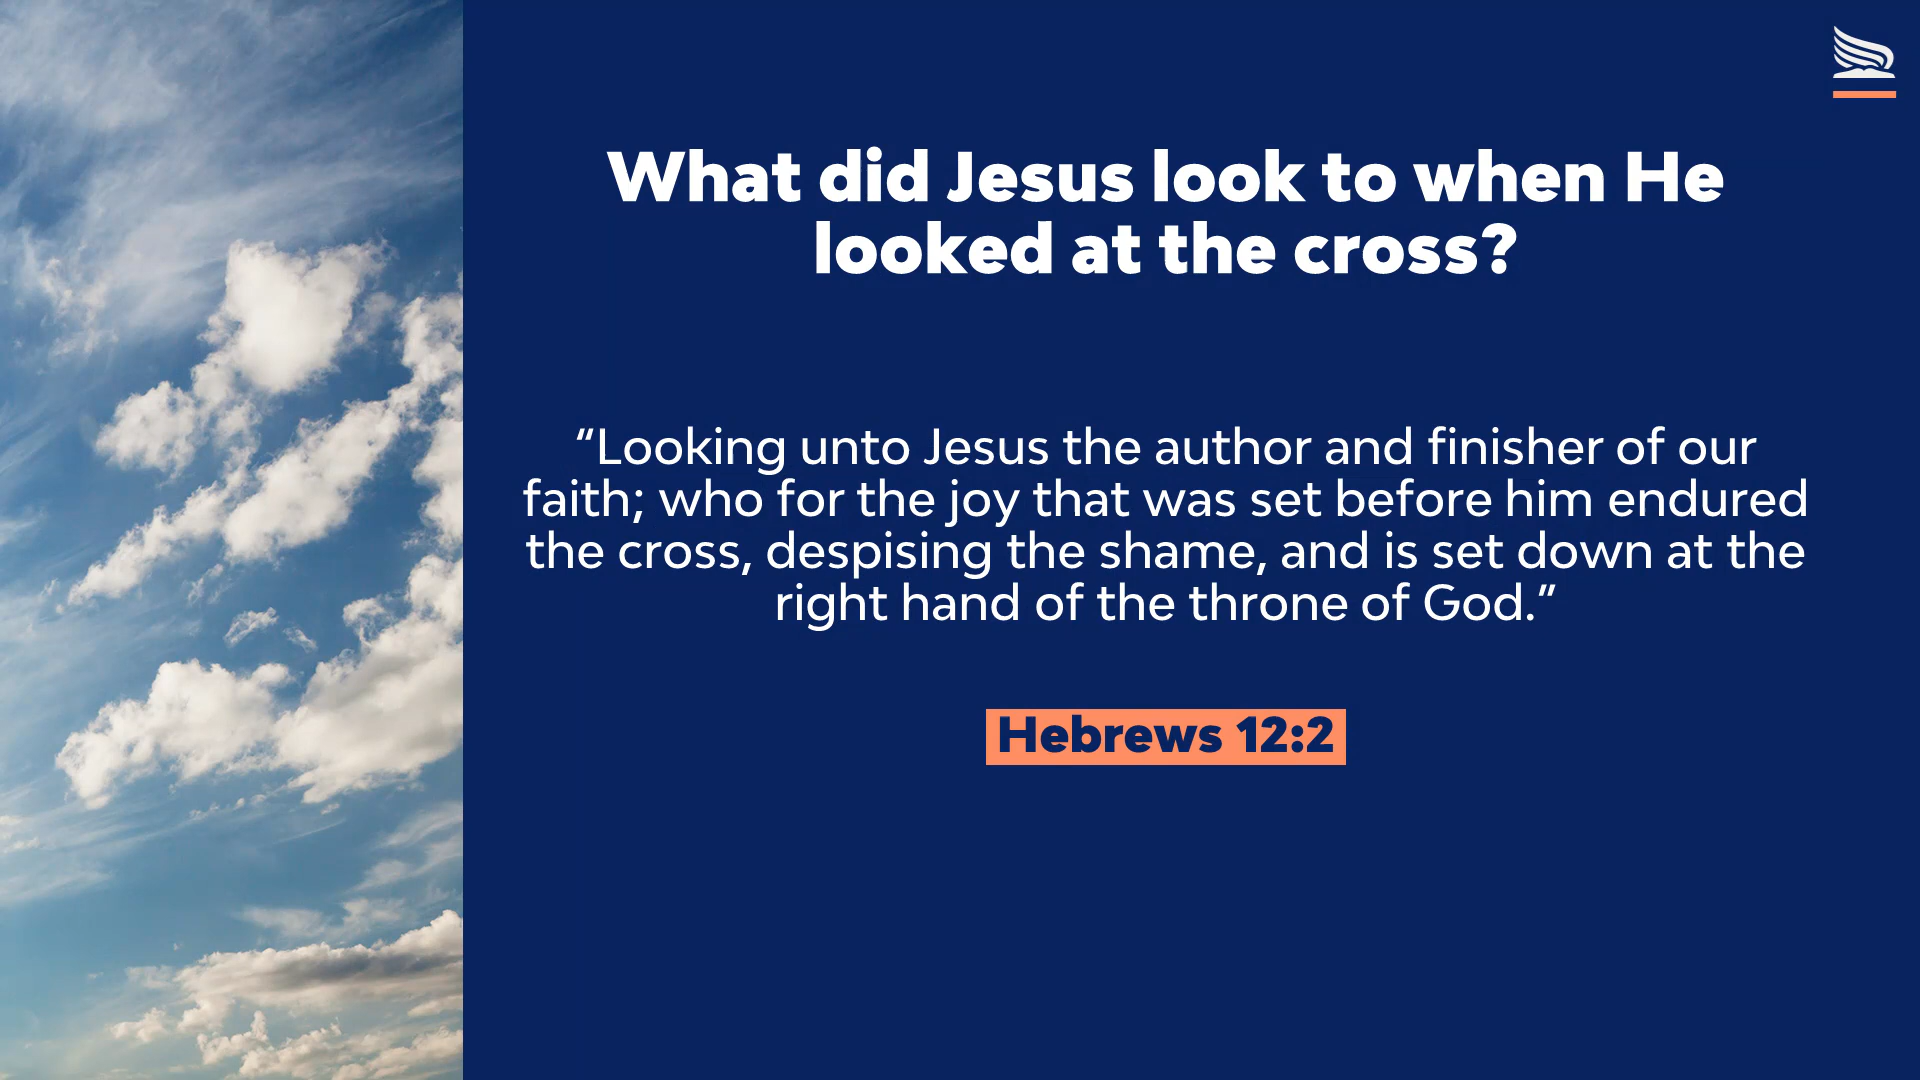 What did Jesus look to when He
looked at the cross?
“Looking unto Jesus the author and finisher of our
faith; who for the joy that was set before him endured
the cross, despising the shame, and is set down at the
right hand of the throne of God.”
Hebrews 12:2